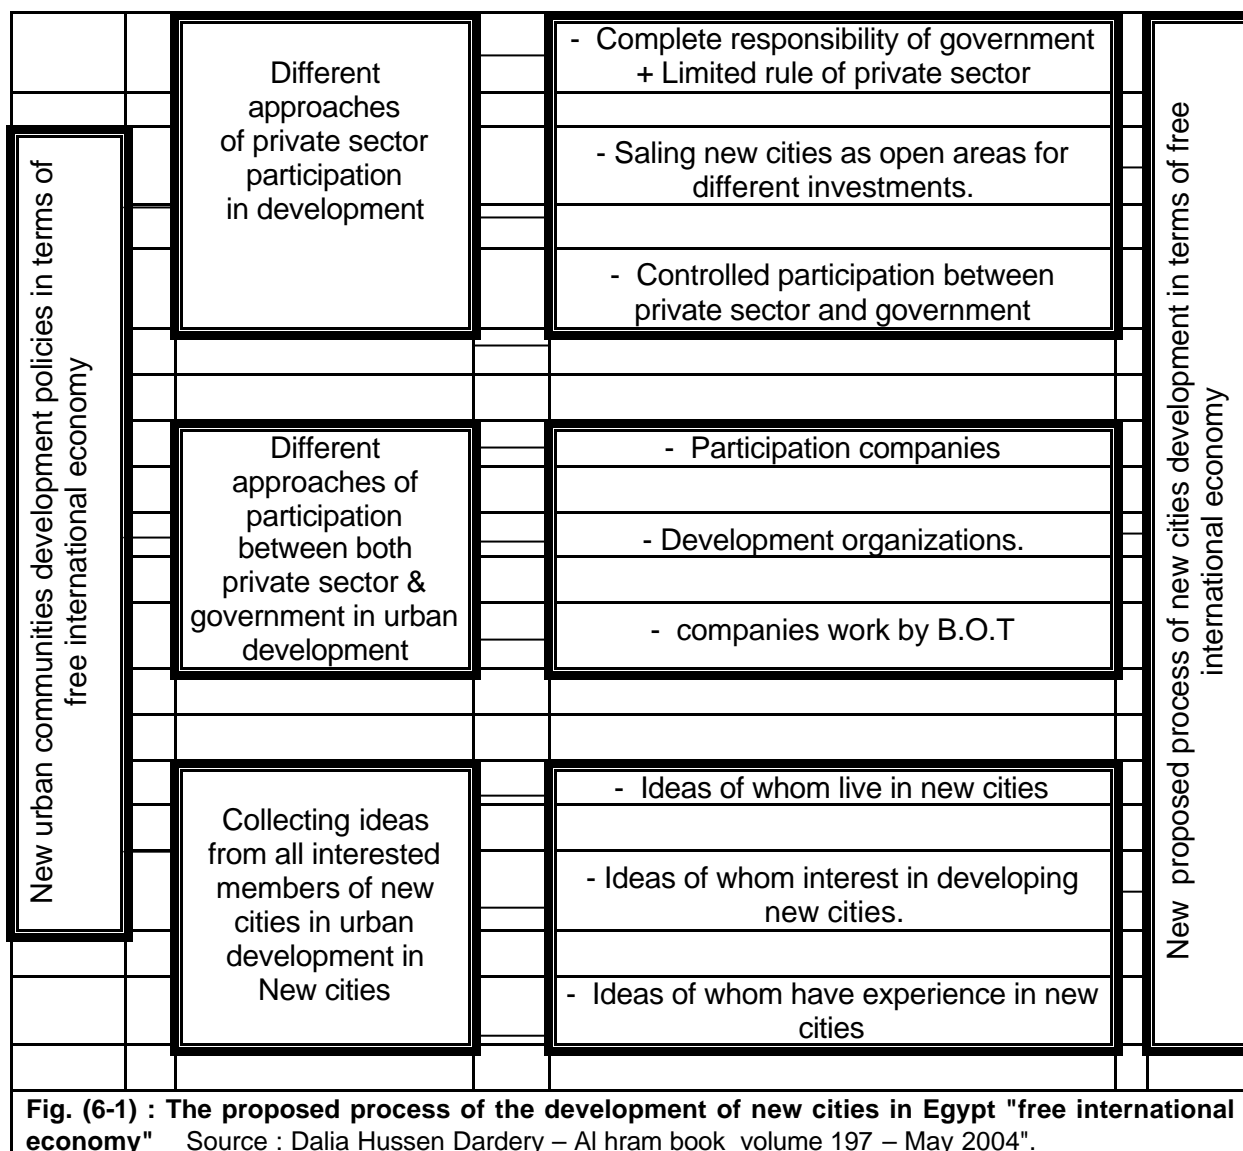 New urban communities development policies in terms of
free international economy
Different
approaches
of private sector
participation
in development
- Complete responsibility of government
+ Limited rule of private sector
- Saling new cities as open areas for
different investments.
- Controlled participation between
private sector and government
Different
approaches of
participation
between both
private sector &
government in urban
development
- Participation companies
- Development organizations.
- companies work by B.O.T
Collecting ideas
from all interested
members of new
cities in urban
development in
New cities
- Ideas of whom live in new cities
- Ideas of whom interest in developing
new cities.
- Ideas of whom have experience in new
cities
New proposed process of new cities development in terms of free
international economy
Fig. (6-1) : The proposed process of the development of new cities in Egypt "free international
economy" Source : Dalia Hussen Dardery – Al hram book volume 197 – May 2004".